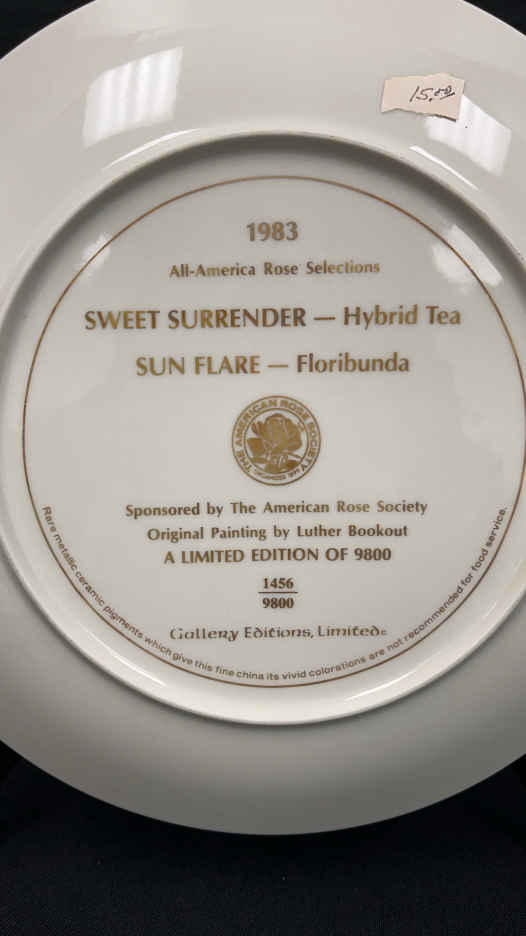 15.00
1983
All-America Rose Selections
SWEET SURRENDER — Hybrid Tea
SUN FLARE — Floribunda
THE AMERICAN ROSE SOCIETY
Sponsored by The American Rose Society
Original Painting by Luther Bookout
A LIMITED EDITION OF 9800
1456
9800
Gallery Editions, Limited
Rare metallic ceramic pigments which give this fine china its vivid colorations are not recommended for food service.